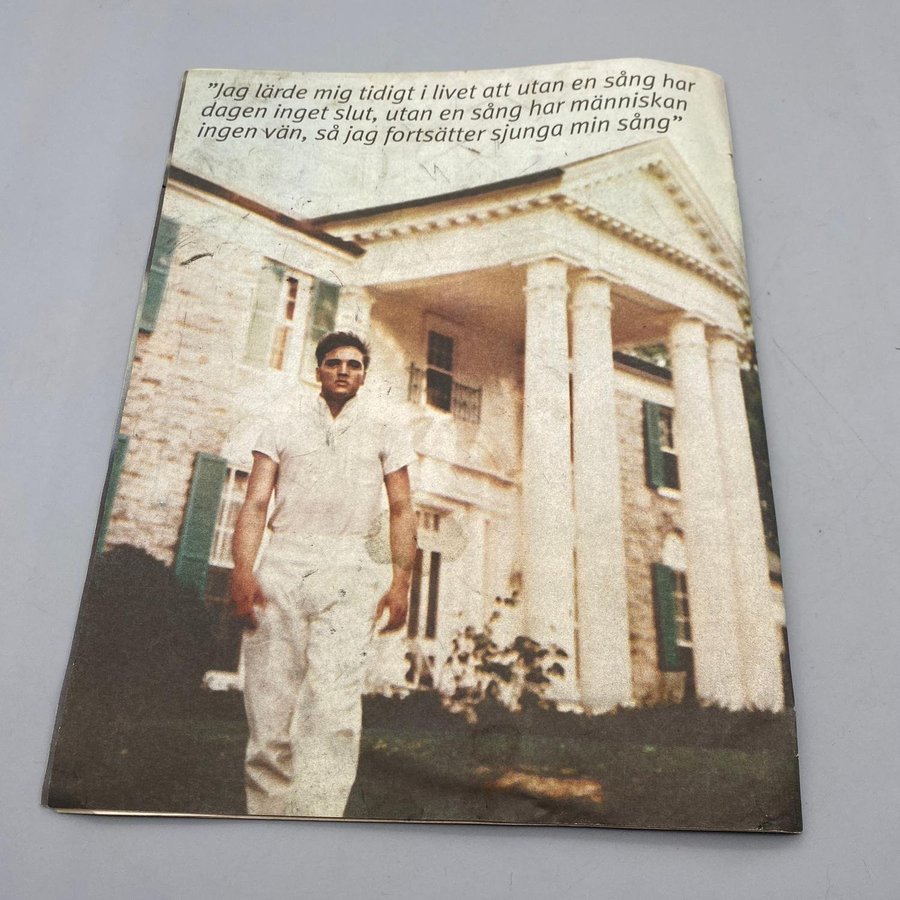 ”Jag lärde mig tidigt i livet att utan en sång har
dagen inget slut, utan en sång har människan
ingen vän, så jag fortsätter sjunga min sång”